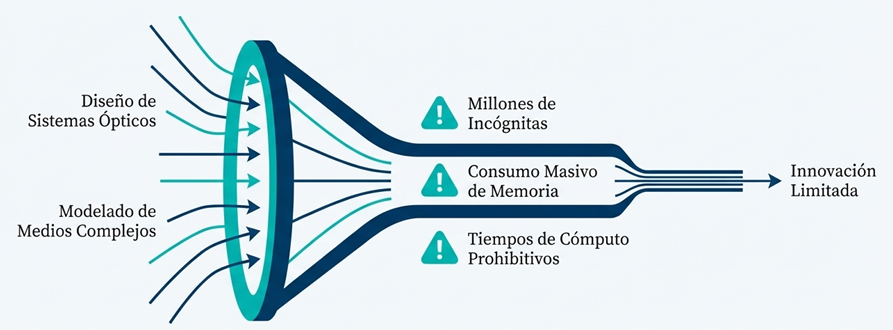 Diseño de
Sistemas Ópticos
Modelado de
Medios Complejos
Millones de
Incógnitas
Consumo Masivo
de Memoria
Tiempos de Cómputo
Prohibitivos
Innovación
Limitada